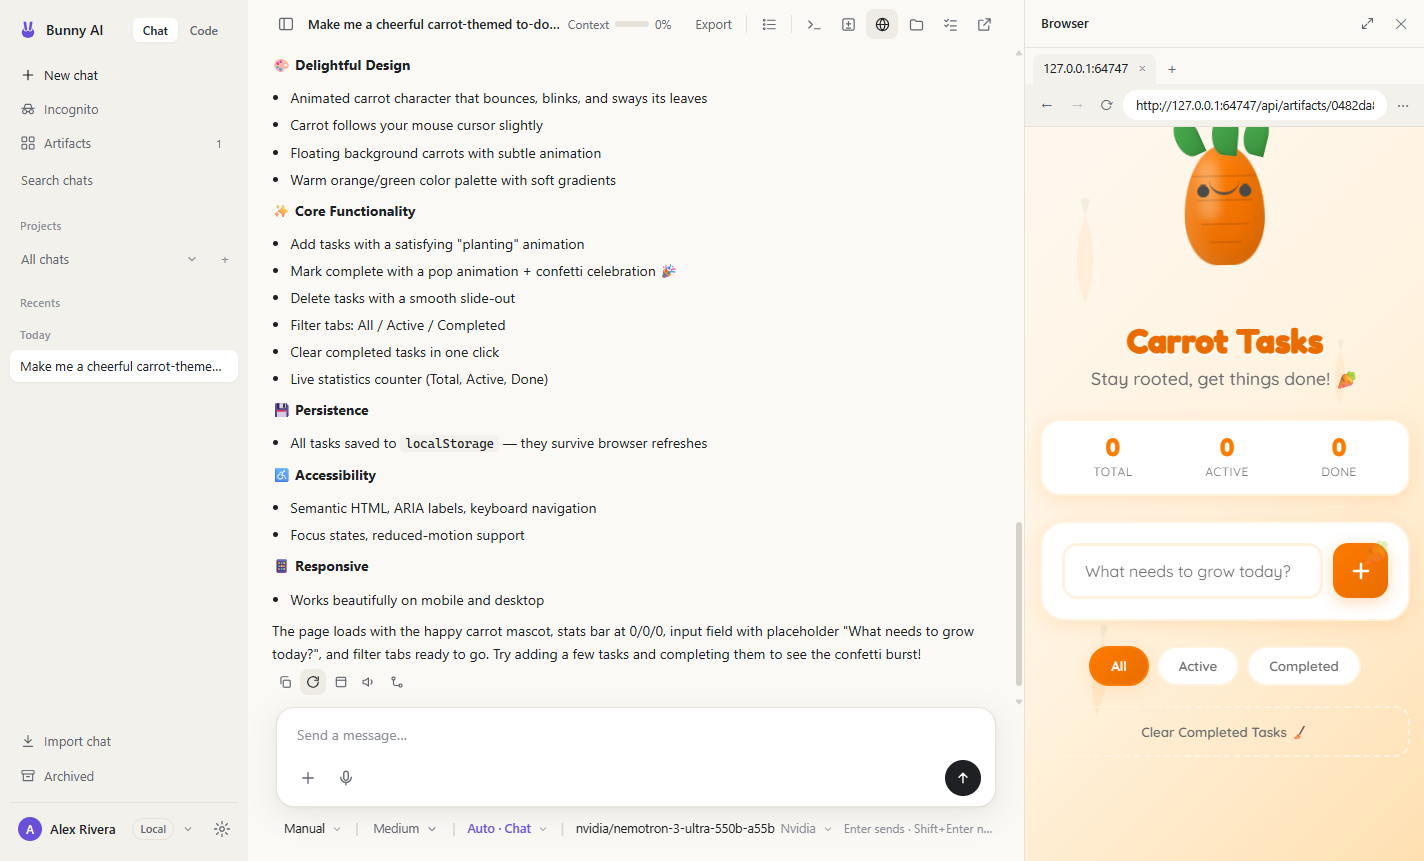 Bunny AI
Chat
Code
New chat
Incognito
Artifacts
1
Search chats
Projects
All chats
Recents
Today
Make me a cheerful carrot-theme...
Import chat
Archived
A
Alex Rivera
Local
Make me a cheerful carrot-themed to-do...
Context
0%
Export
🎨 Delightful Design
• Animated carrot character that bounces, blinks, and sways its leaves
• Carrot follows your mouse cursor slightly
• Floating background carrots with subtle animation
• Warm orange/green color palette with soft gradients
✨ Core Functionality
• Add tasks with a satisfying "planting" animation
• Mark complete with a pop animation + confetti celebration 🎉
• Delete tasks with a smooth slide-out
• Filter tabs: All / Active / Completed
• Clear completed tasks in one click
• Live statistics counter (Total, Active, Done)
💾 Persistence
• All tasks saved to localStorage — they survive browser refreshes
♿ Accessibility
• Semantic HTML, ARIA labels, keyboard navigation
• Focus states, reduced-motion support
📱 Responsive
• Works beautifully on mobile and desktop
The page loads with the happy carrot mascot, stats bar at 0/0/0, input field with placeholder "What needs to grow
today?", and filter tabs ready to go. Try adding a few tasks and completing them to see the confetti burst!
Send a message...
Manual
Medium
Auto · Chat
nvidia/nemotron-3-ultra-550b-a55b Nvidia
Enter sends · Shift+Enter n...
Browser
127.0.0.1:64747
http://127.0.0.1:64747/api/artifacts/0482da
Carrot Tasks
Stay rooted, get things done! 🥕
0 0 0
TOTAL ACTIVE DONE
What needs to grow today?
All Active Completed
Clear Completed Tasks